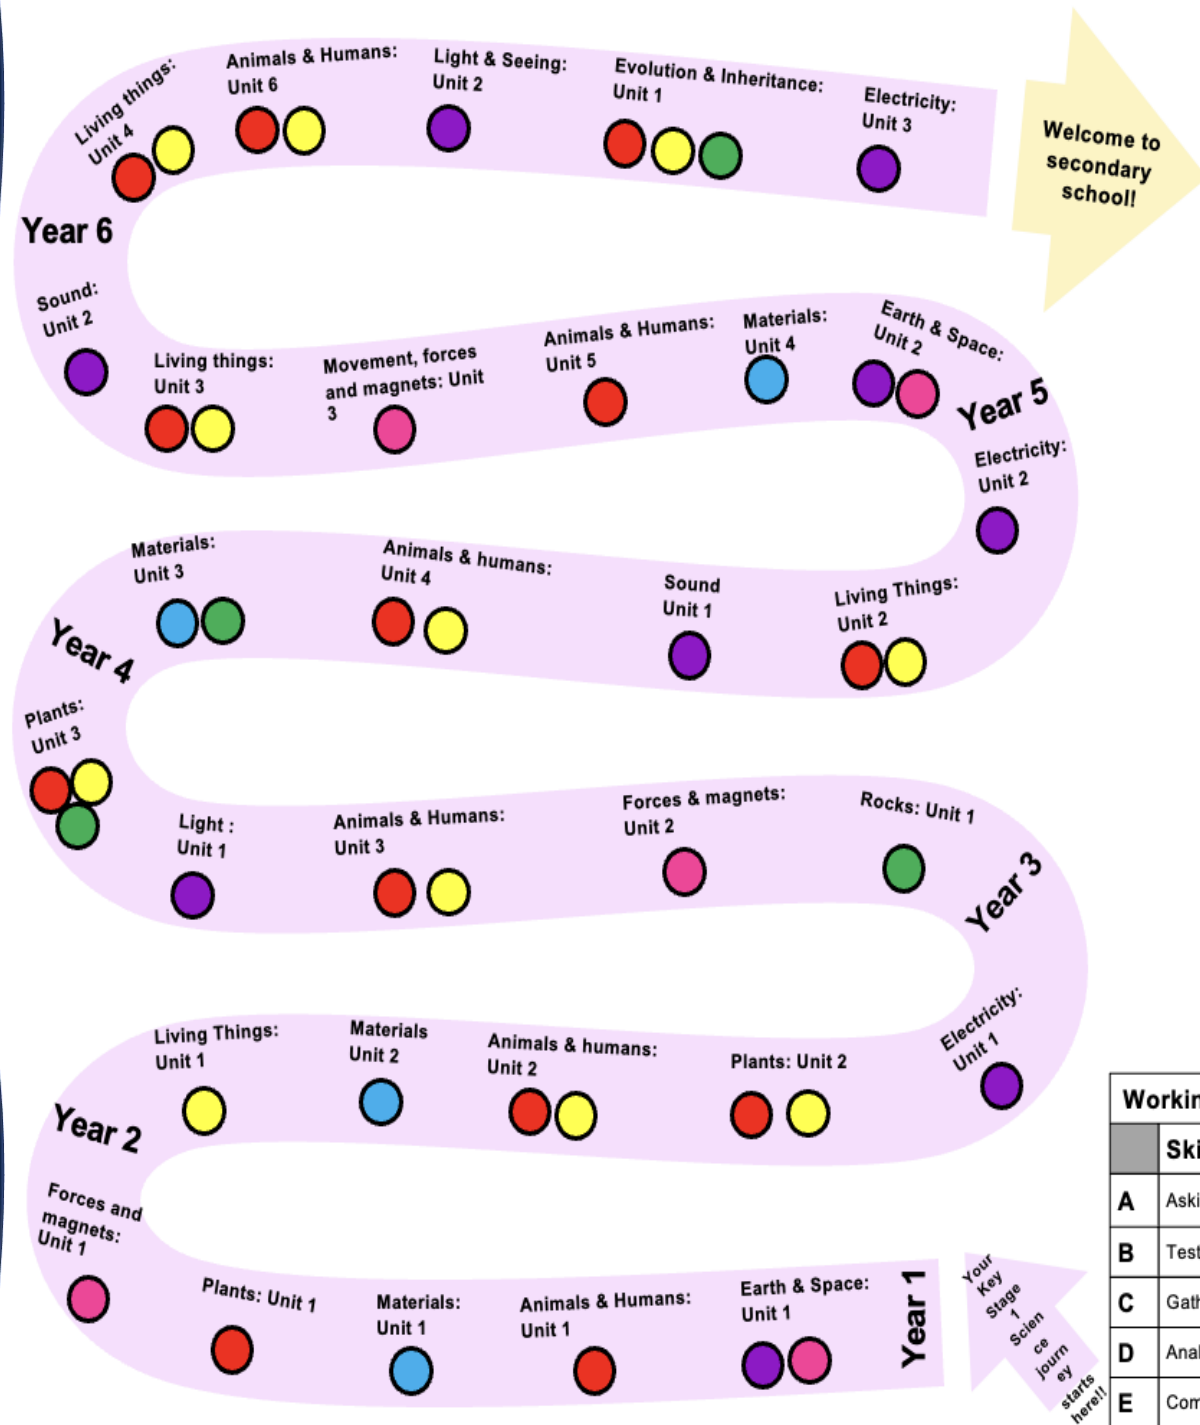 Living things:
Unit 4
Animals & Humans:
Unit 6
Light & Seeing:
Unit 2
Evolution & Inheritance:
Unit 1
Electricity:
Unit 3
Welcome to
secondary
school!
Year 6
Sound:
Unit 2
Living things:
Unit 3
Movement, forces
and magnets: Unit
3
Animals & Humans:
Unit 5
Materials:
Unit 4
Earth & Space:
Unit 2
Year 5
Electricity:
Unit 2
Materials:
Unit 3
Animals & humans:
Unit 4
Sound
Unit 1
Living Things:
Unit 2
Year 4
Plants:
Unit 3
Light :
Unit 1
Animals & Humans:
Unit 3
Forces & magnets:
Unit 2
Rocks: Unit 1
Year 3
Electricity:
Unit 1
Living Things:
Unit 1
Materials
Unit 2
Animals & humans:
Unit 2
Plants: Unit 2
Year 2
Forces and
magnets:
Unit 1
Plants: Unit 1
Materials:
Unit 1
Animals & Humans:
Unit 1
Earth & Space:
Unit 1
Year 1
Your
Key
Stage
1
Scien
ce
journ
ey
starts
here!!
Workin
Ski
A Aski
B Test
C Gath
D Anal
E Com